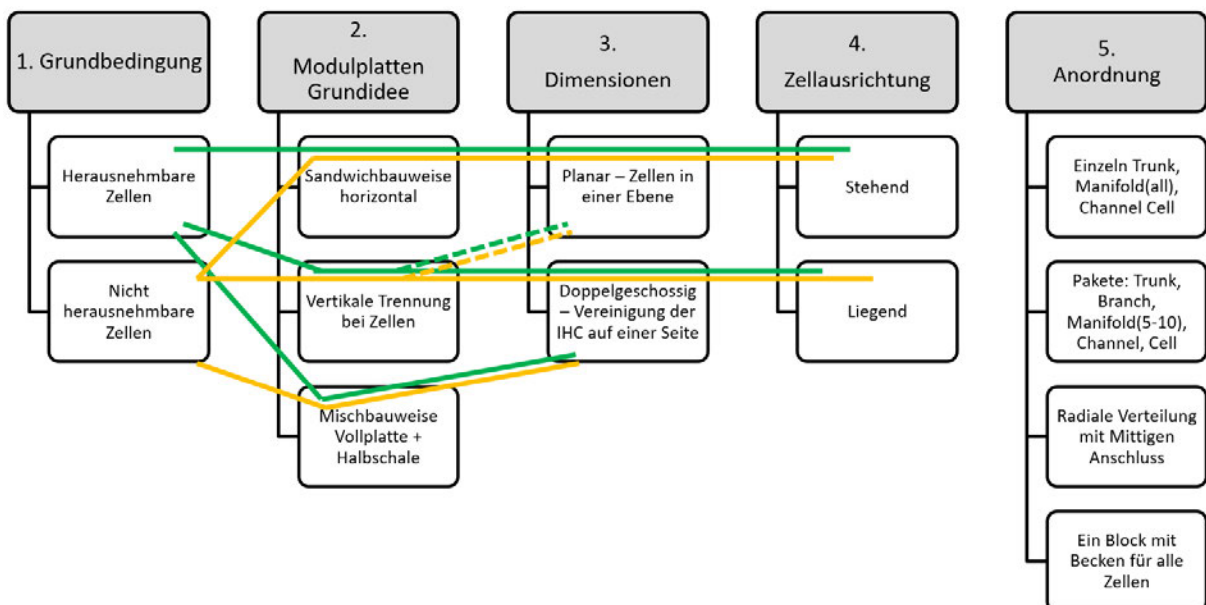 1. Grundbedingung
Herausnehmbare
Zellen
Nicht
herausnehmbare
Zellen
2.
Modulplatten
Grundidee
Sandwichbauweise
horizontal
Vertikale Trennung
bei Zellen
Mischbauweise
Vollplatte +
Halbschale
3.
Dimensionen
Planar – Zellen in
einer Ebene
Doppelgeschossig
– Vereinigung der
IHC auf einer Seite
4.
Zellausrichtung
Stehend
Liegend
5.
Anordnung
Einzeln Trunk,
Manifold(all),
Channel Cell
Pakete: Trunk,
Branch,
Manifold(5-10),
Channel, Cell
Radiale Verteilung
mit Mittigen
Anschluss
Ein Block mit
Becken für alle
Zellen